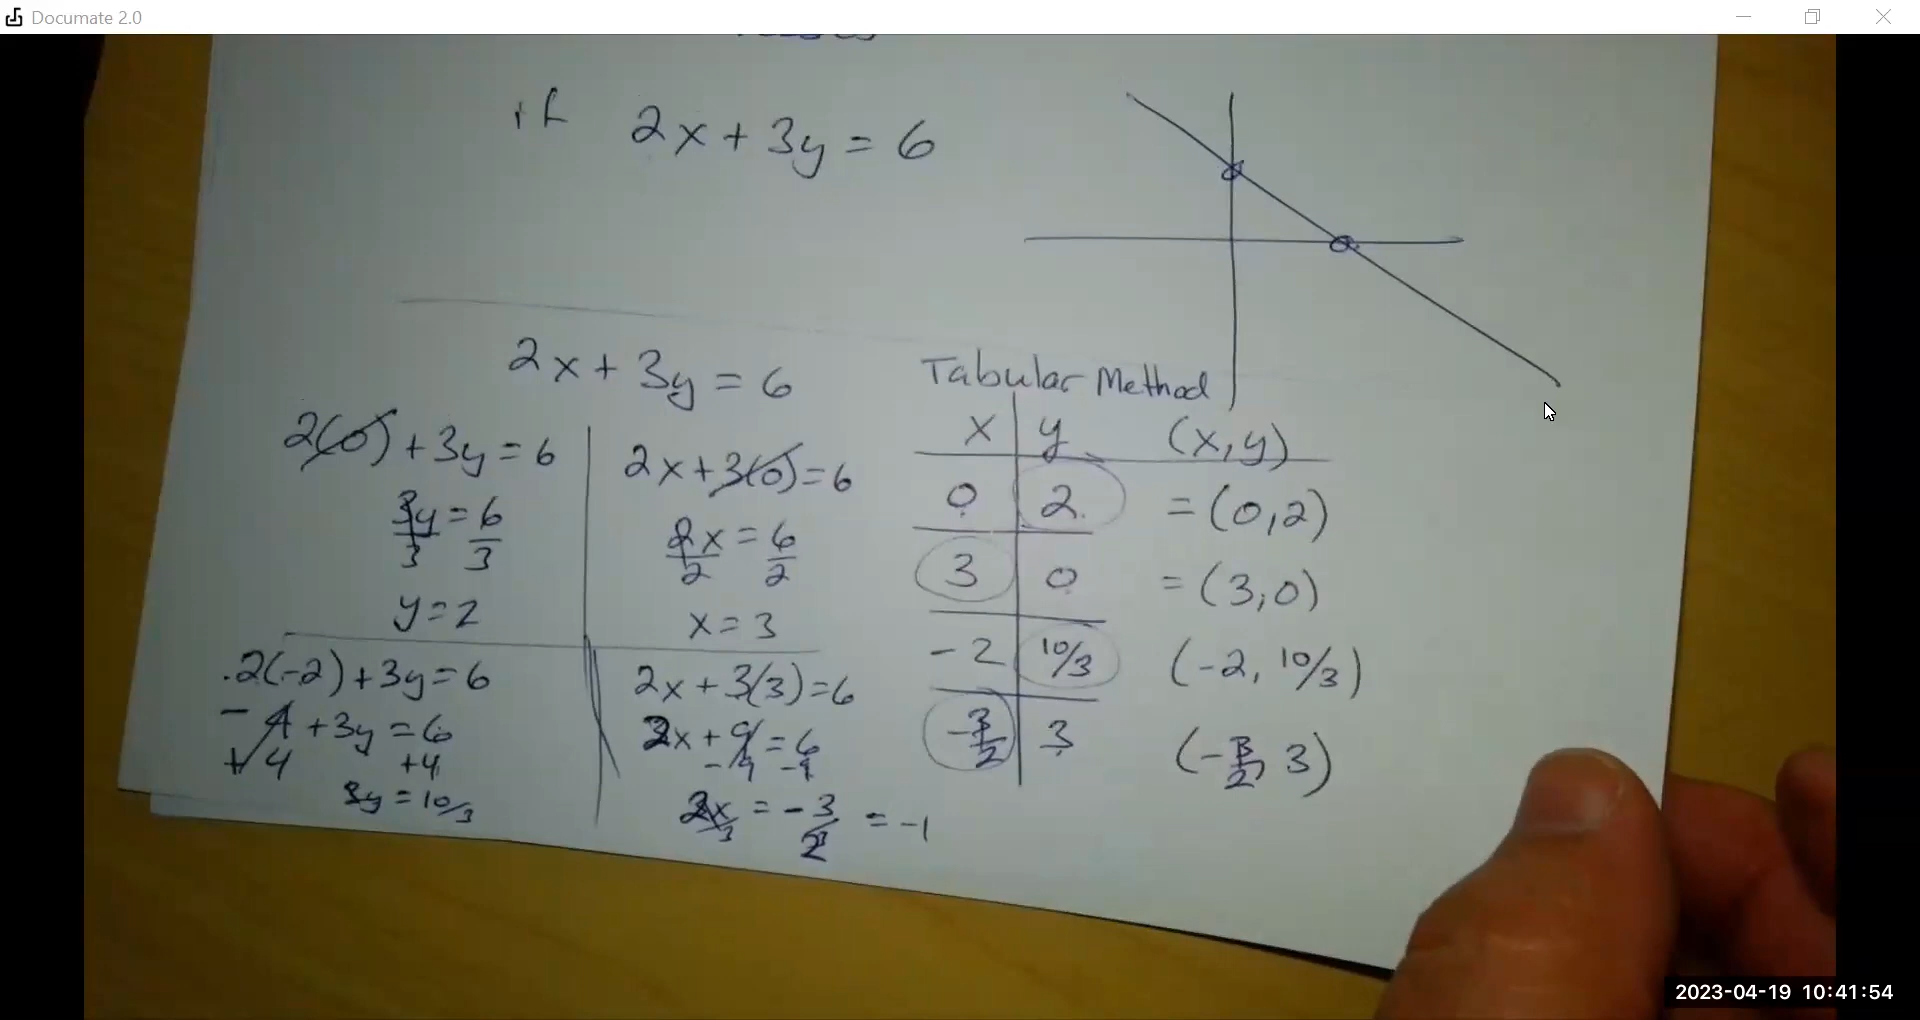 Documate 2.0
if 2x + 3y = 6
2x + 3y = 6
2(0) + 3y = 6
3y/3 = 6/3
y = 2
2x + 3(0) = 6
2x/2 = 6/2
x = 3
.2(-2) + 3y = 6
-4 + 3y = 6
+4 +4
3y = 10/3
2x + 3(3) = 6
2x + 9 = 6
-9 -9
= -3/2 = -1
Tabular Method
x y (x,y)
0 2 = (0,2)
3 0 = (3,0)
-2 10/3 (-2, 10/3)
-3/2 3 (-3/2, 3)
2023-04-19 10:41:54